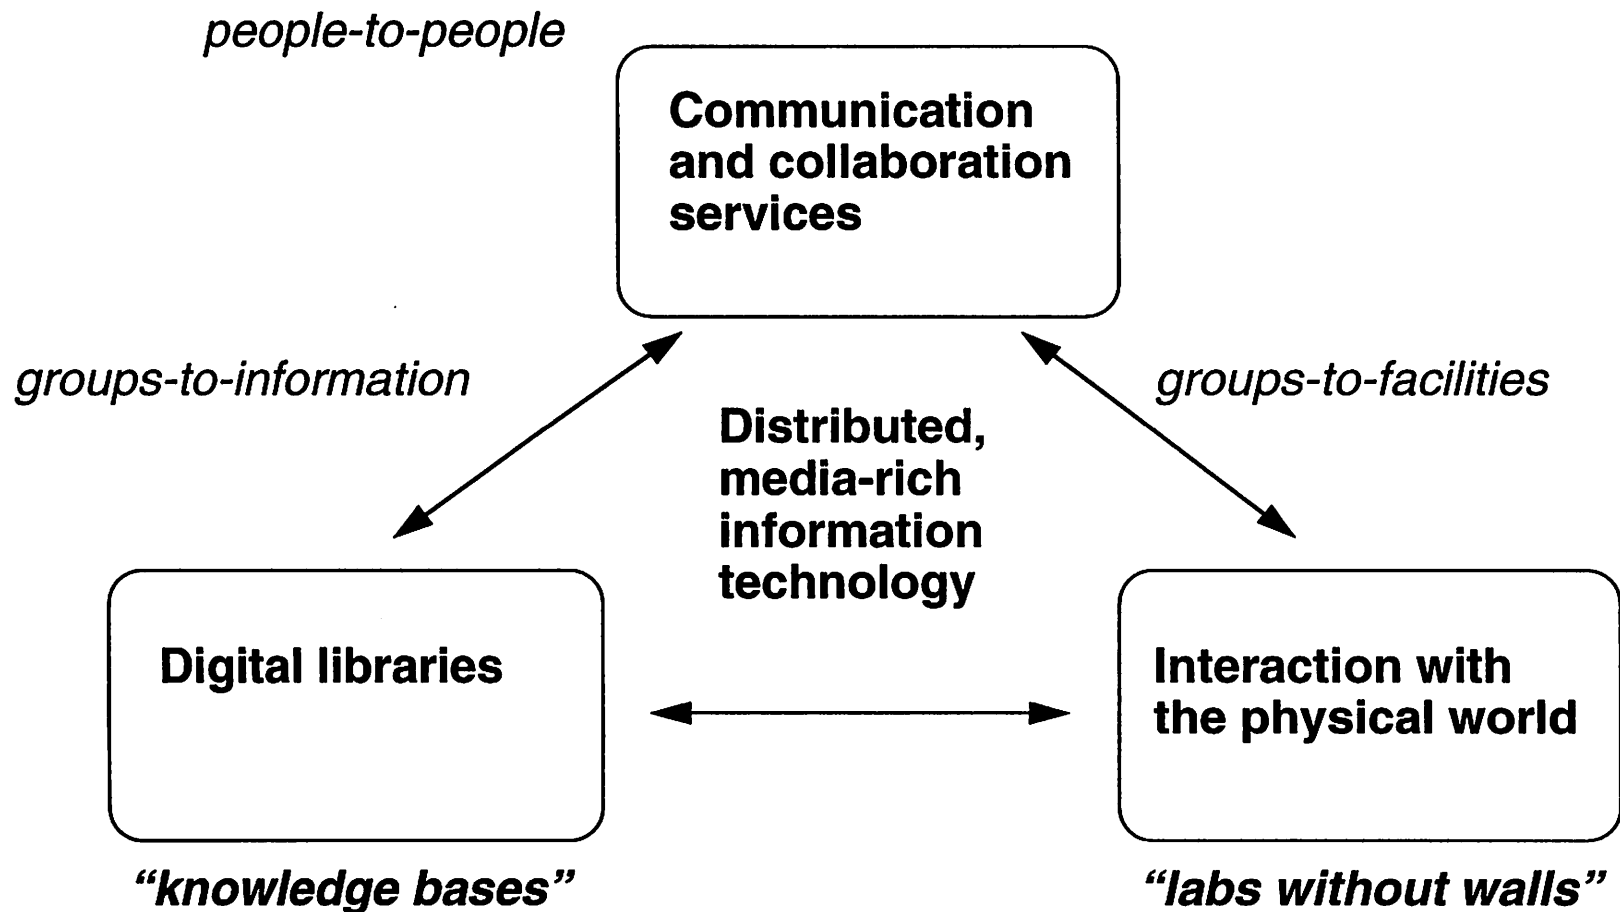 people-to-people
Communication
and collaboration
services
groups-to-information
groups-to-facilities
Distributed,
media-rich
information
technology
Digital libraries
Interaction with
the physical world
“knowledge bases”
“labs without walls”